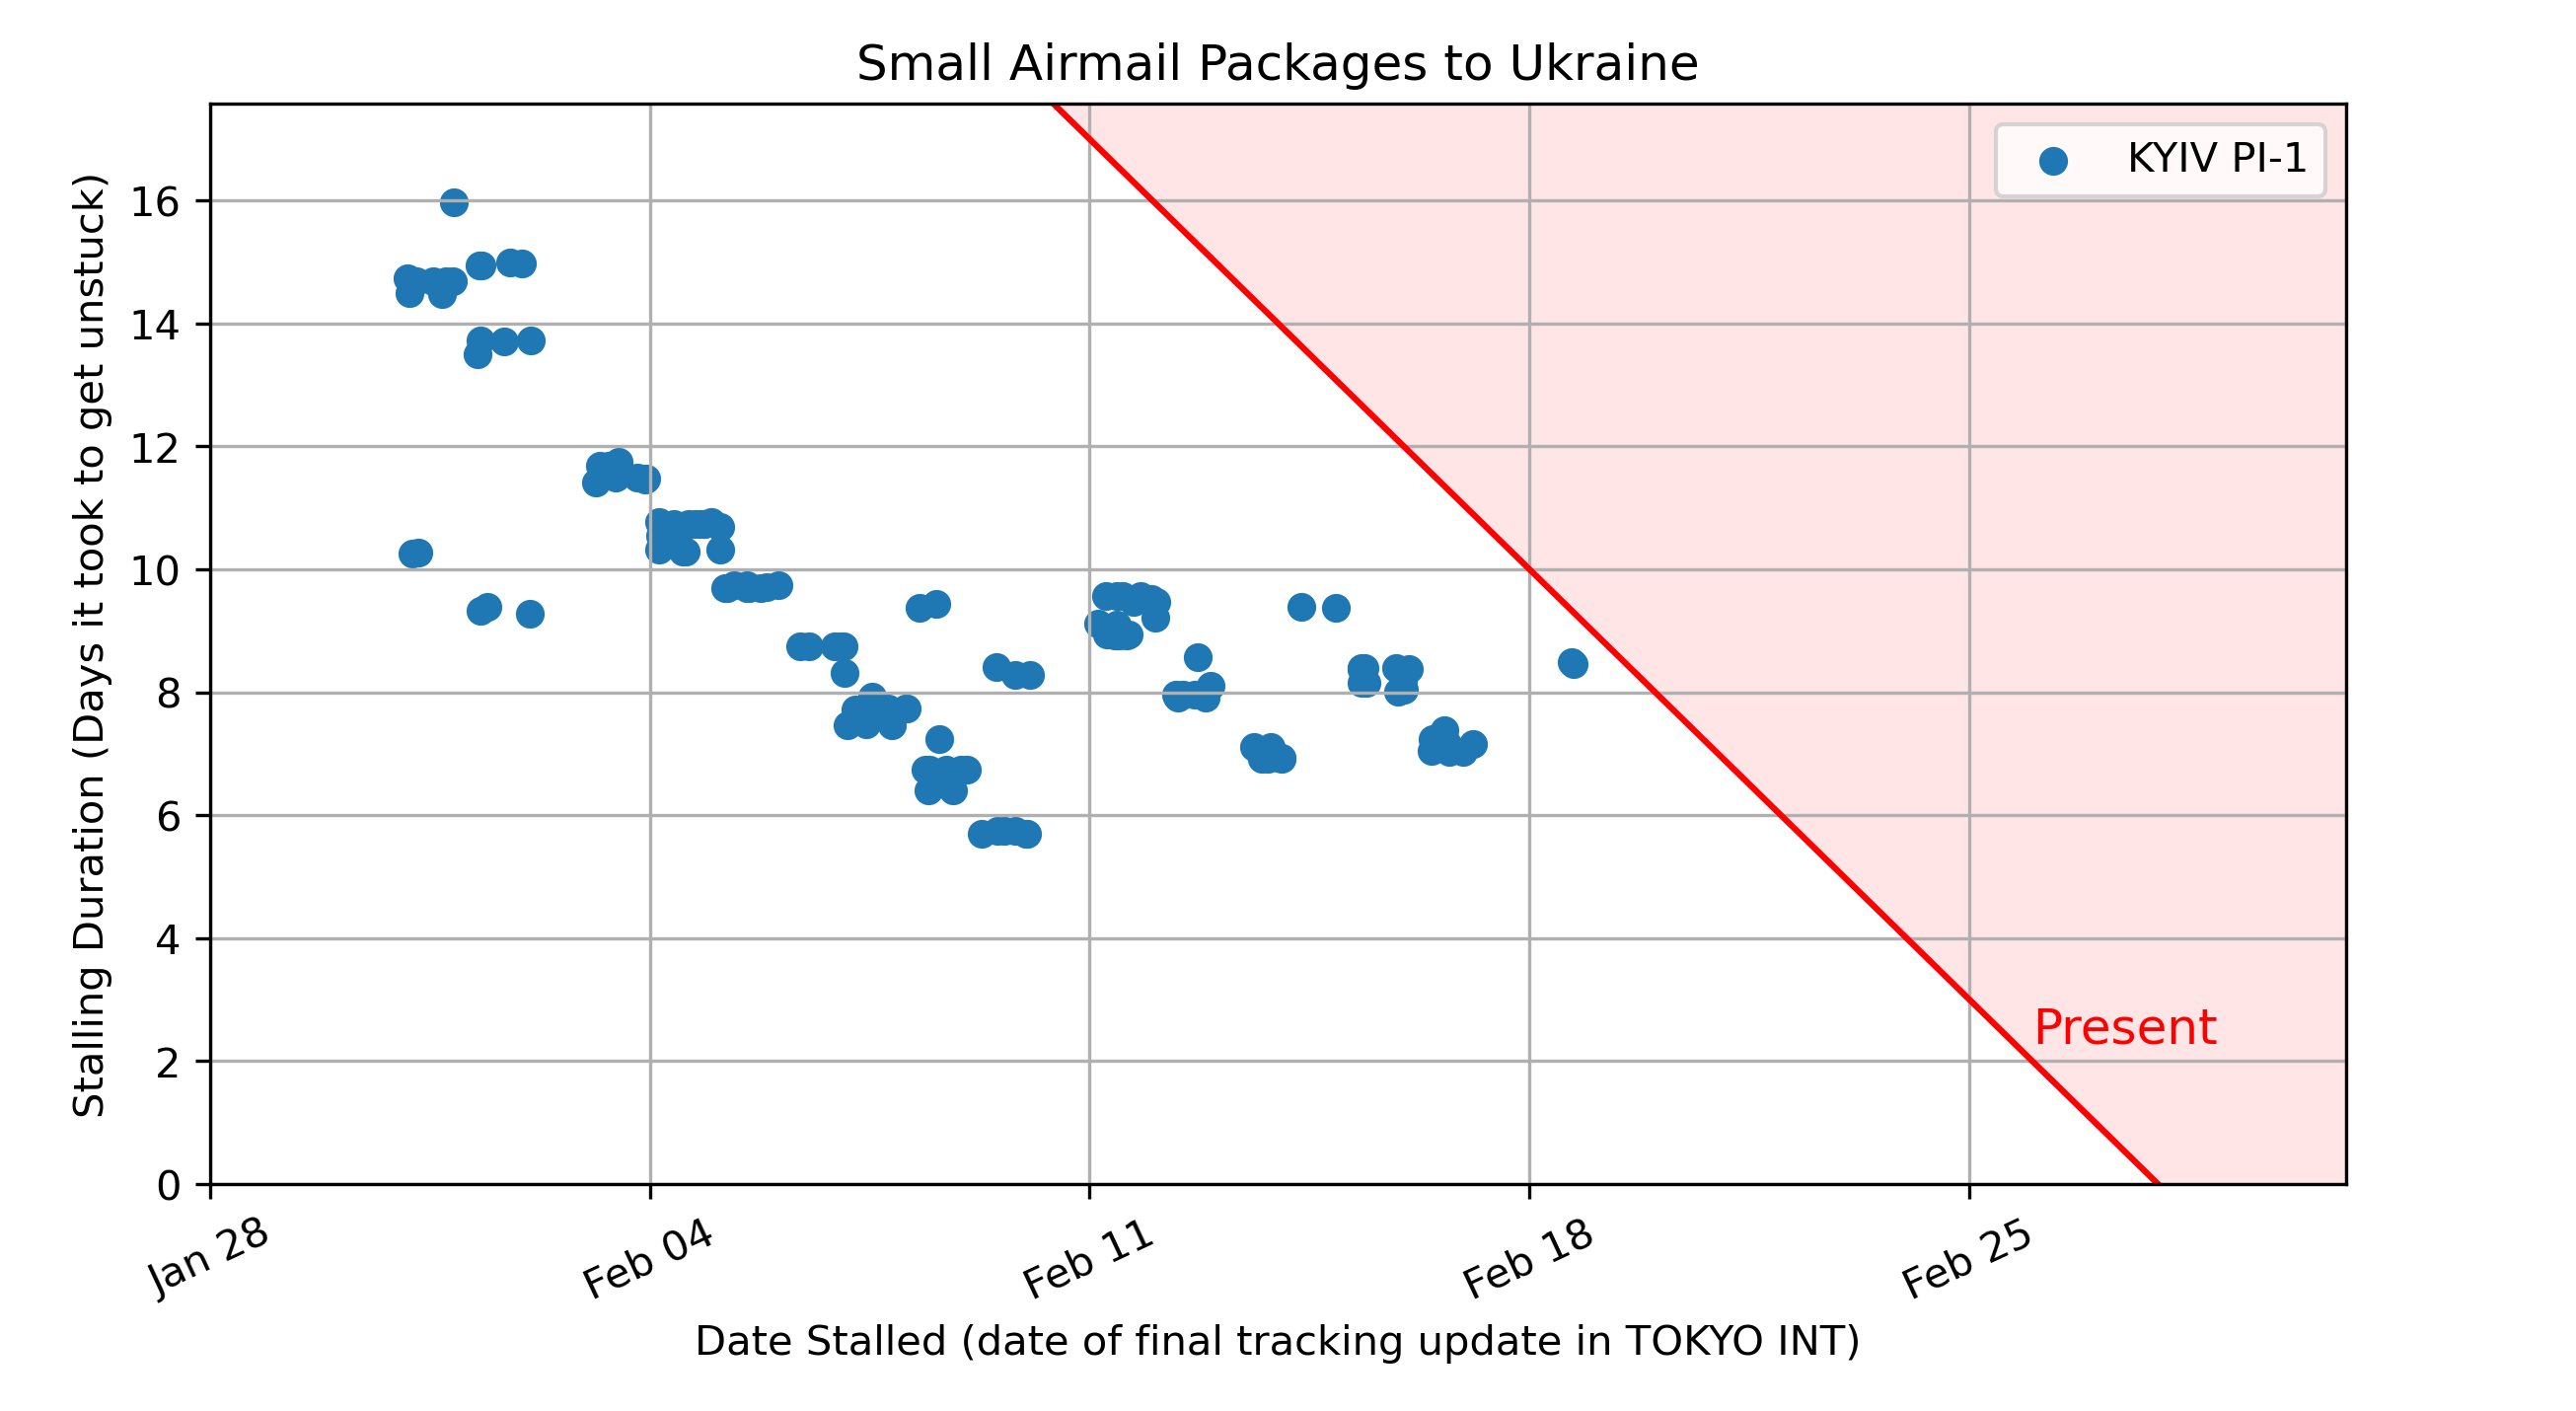 Small Airmail Packages to Ukraine
KYIV PI-1
Stalling Duration (Days it took to get unstuck)
16
14
12
10
8
6
4
2
0
Present
Jan 28
Feb 04
Feb 11
Feb 18
Feb 25
Date Stalled (date of final tracking update in TOKYO INT)